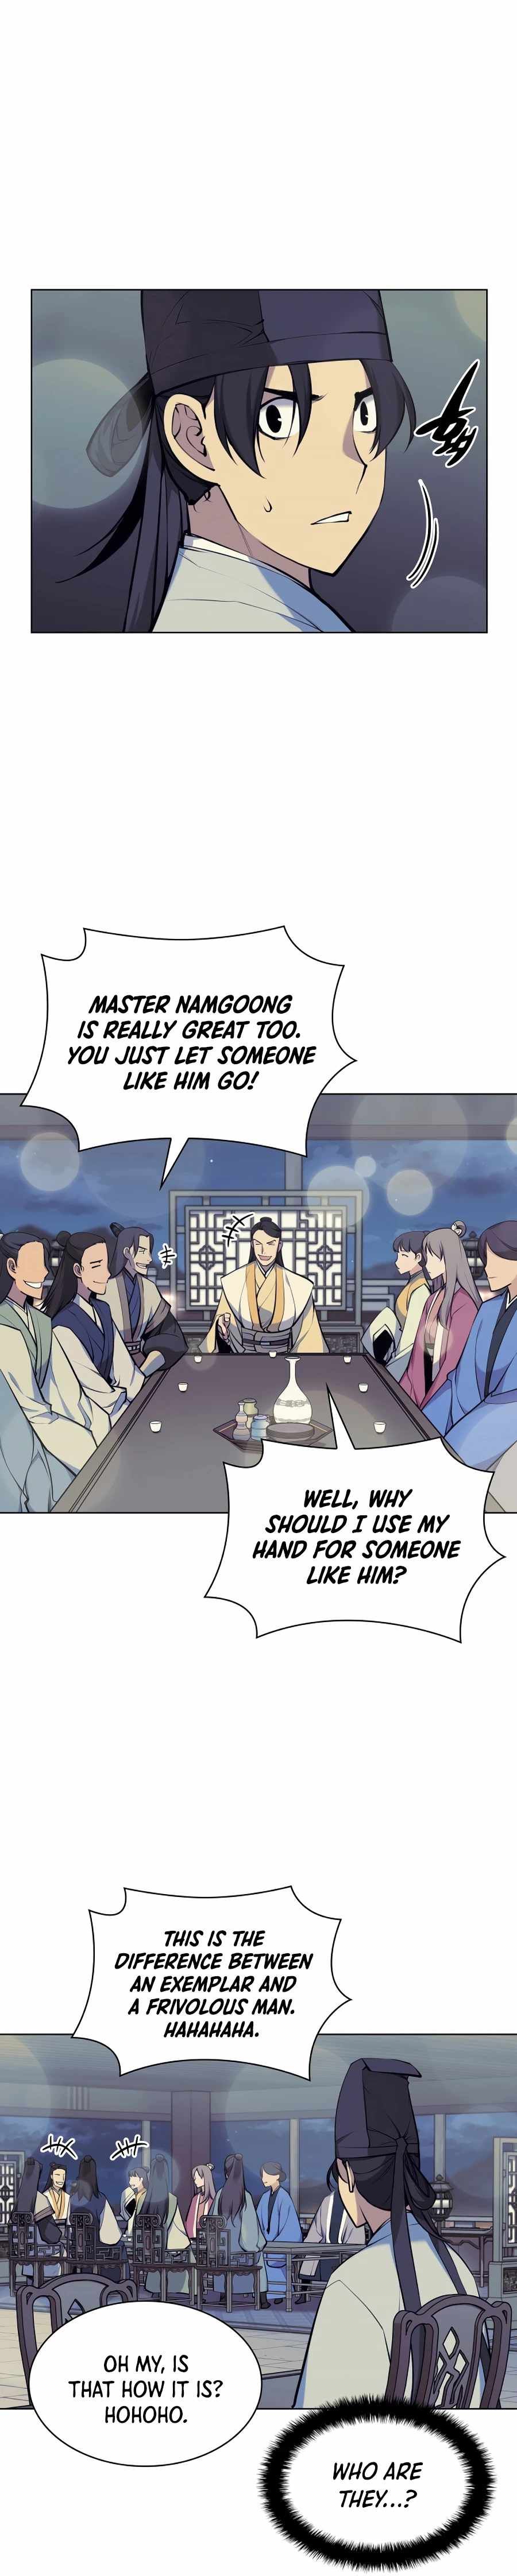 휙
MASTER NAMGOONG
IS REALLY GREAT TOO.
YOU JUST LET SOMEONE
LIKE HIM GO!
WELL, WHY
SHOULD I USE MY
HAND FOR SOMEONE
LIKE HIM?
THIS IS THE
DIFFERENCE BETWEEN
AN EXEMPLAR AND
A FRIVOLOUS MAN.
HAHAHAHA.
OH MY, IS
THAT HOW IT IS?
HOHOHO.
WHO ARE
THEY...?